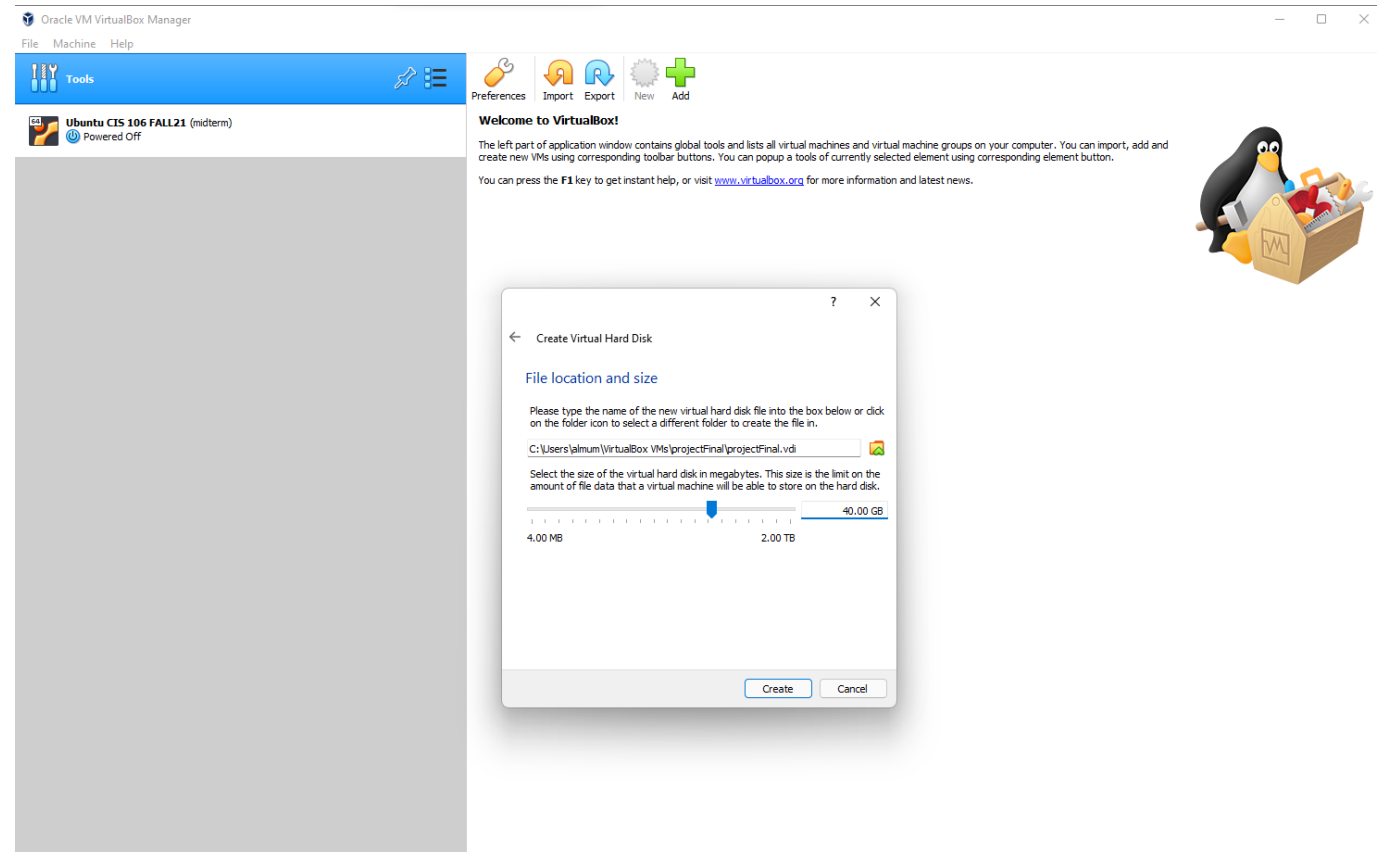 Oracle VM VirtualBox Manager
File Machine Help
Tools
Preferences Import Export New Add
64
Ubuntu CIS 106 FALL21 (midterm)
Powered Off
Welcome to VirtualBox!
The left part of application window contains global tools and lists all virtual machines and virtual machine groups on your computer. You can import, add and
create new VMs using corresponding toolbar buttons. You can popup a tools of currently selected element using corresponding element button.
You can press the F1 key to get instant help, or visit www.virtualbox.org for more information and latest news.
?
Create Virtual Hard Disk
File location and size
Please type the name of the new virtual hard disk file into the box below or click
on the folder icon to select a different folder to create the file in.
C:\Users\almum\VirtualBox VMs\projectFinal\projectFinal.vdi
Select the size of the virtual hard disk in megabytes. This size is the limit on the
amount of file data that a virtual machine will be able to store on the hard disk.
40.00 GB
4.00 MB 2.00 TB
Create Cancel